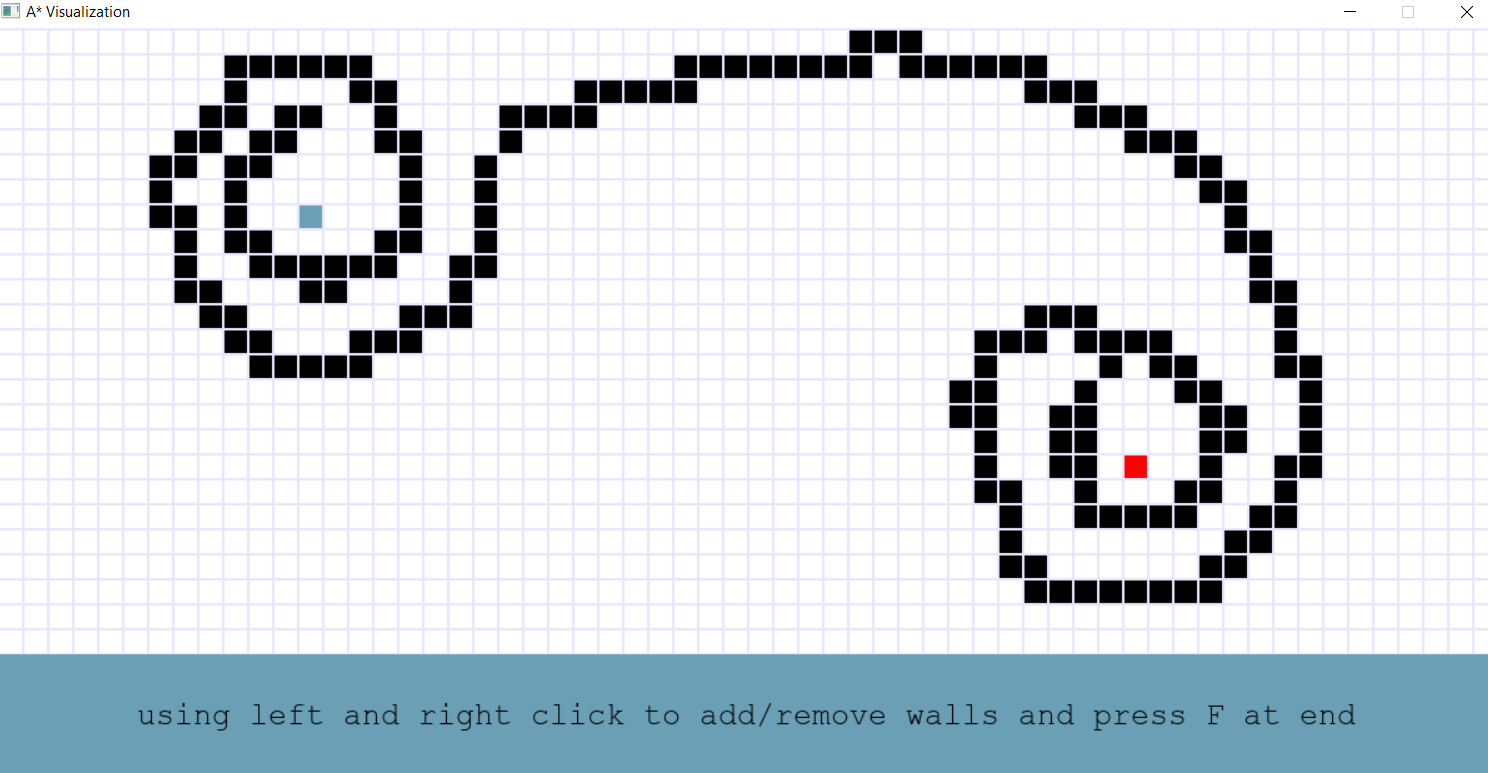 A* Visualization
using left and right click to add/remove walls and press F at end